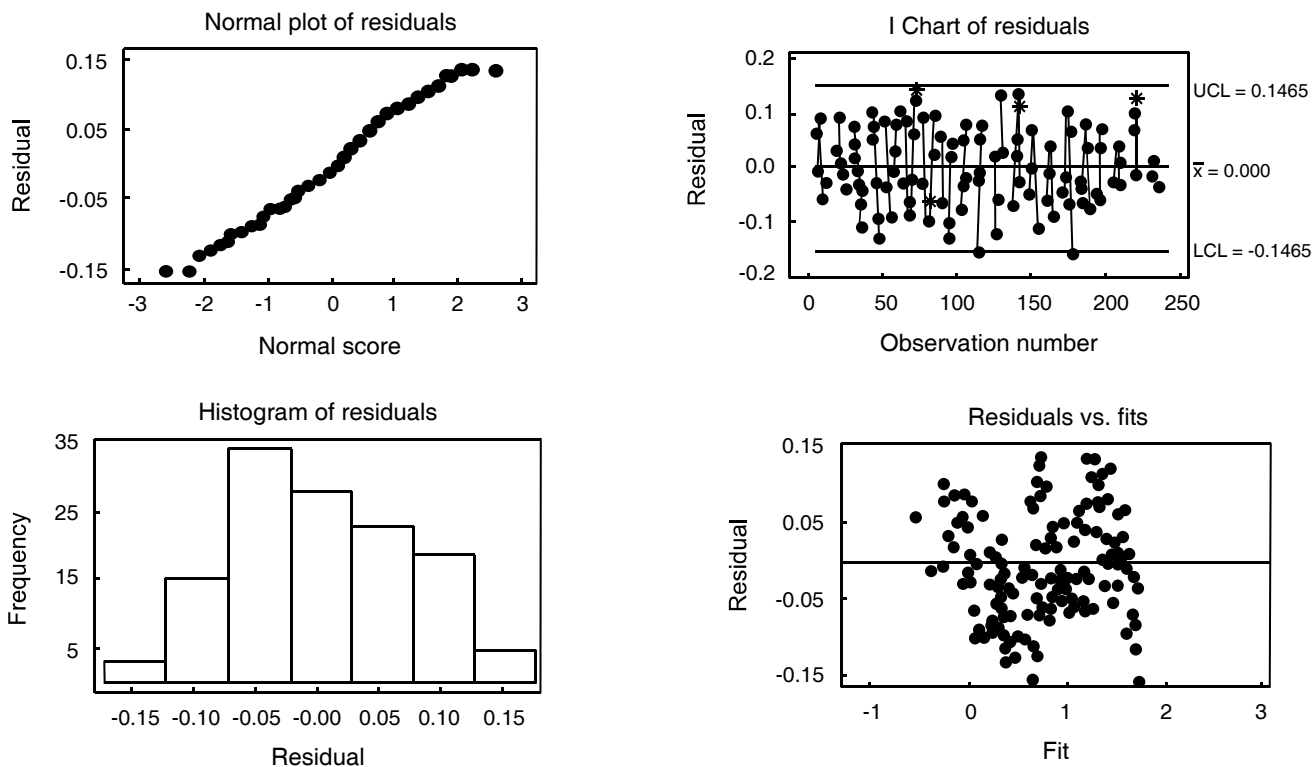 Normal plot of residuals
0.15
0.05
-0.05
-0.15
Residual
-3 -2 -1 0 1 2 3
Normal score
I Chart of residuals
0.2
0.1
0.0
-0.1
-0.2
Residual
UCL = 0.1465
x̅ = 0.000
LCL = -0.1465
0 50 100 150 200 250
Observation number
Histogram of residuals
35
25
15
5
Frequency
-0.15 -0.10 -0.05 -0.00 0.05 0.10 0.15
Residual
Residuals vs. fits
0.15
0.05
-0.05
-0.15
Residual
-1 0 1 2 3
Fit